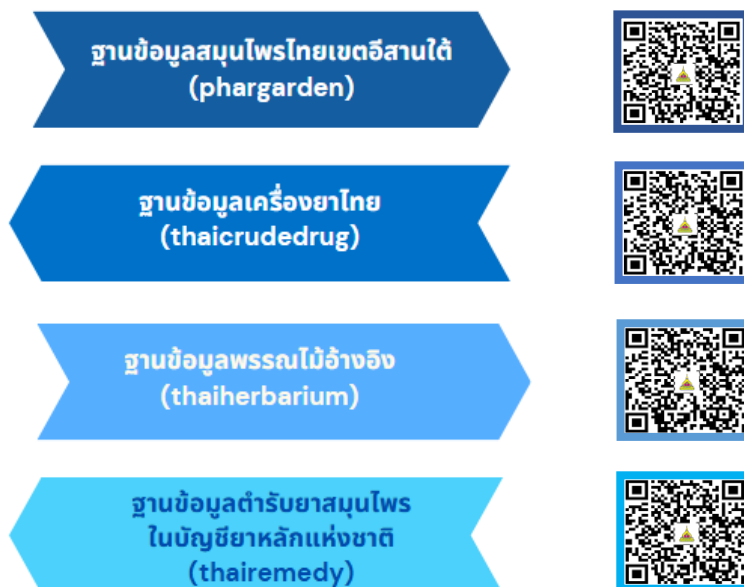 ฐานข้อมูลสมุนไพรไทยเขตอีสานใต้
(phargarden)
ฐานข้อมูลเครื่องยาไทย
(thaicrudedrug)
ฐานข้อมูลพรรณไม้อ้างอิง
(thaiherbarium)
ฐานข้อมูลตำรับยาสมุนไพร
ในบัญชียาหลักแห่งชาติ
(thairemedy)